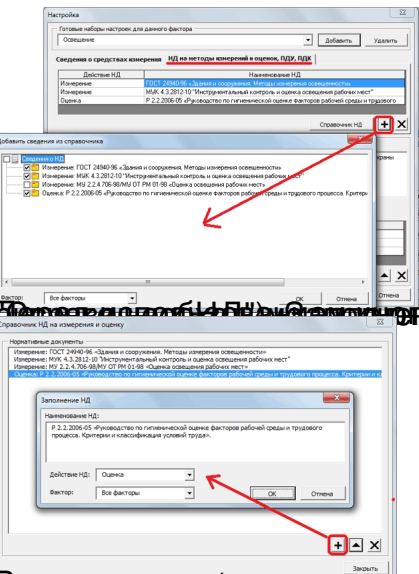 Настройка
Готовые наборы настроек для данного фактора
Освещение
Добавить
Удалить
Сведения о средствах измерения
НД на методы измерений и оценок, ПДУ, ПДК
Действие НД
Наименование НД
Измерение
ГОСТ 24940-96 «Здания и сооружения. Методы измерения освещенности»
Измерение
МУК 4.3.2812-10 "Инструментальный контроль и оценка освещения рабочих мест"
Оценка
Р 2.2.2006-05 «Руководство по гигиенической оценке факторов рабочей среды и трудового
Справочник НД
Добавить сведения из справочника
Сведения о НД
Измерение: ГОСТ 24940-96 «Здания и сооружения. Методы измерения освещенности»
Измерение: МУК 4.3.2812-10 "Инструментальный контроль и оценка освещения рабочих мест"
Измерение: МУ 2.2.4.706-98/МУ ОТ РМ 01-98 «Оценка освещения рабочих мест»
Оценка: Р 2.2.2006-05 «Руководство по гигиенической оценке факторов рабочей среды и трудового процесса. Критери
Фактор:
Все факторы
ОК
Отмена
Отмена
Справочник НД на измерения и оценку
Нормативные документы
Измерение: ГОСТ 24940-96 «Здания и сооружения. Методы измерения освещенности»
Измерение: МУК 4.3.2812-10 "Инструментальный контроль и оценка освещения рабочих мест"
Измерение: МУ 2.2.4.706-98/МУ ОТ РМ 01-98 «Оценка освещения рабочих мест»
Оценка: Р 2.2.2006-05 «Руководство по гигиенической оценке факторов рабочей среды и трудового процесса. Критерии и к
Заполнение НД
Наименование НД:
Р 2.2.2006-05 «Руководство по гигиенической оценке факторов рабочей среды и трудового
процесса. Критерии и классификация условий труда».
Действие НД:
Оценка
Фактор:
Все факторы
ОК
Отмена
Закрыть